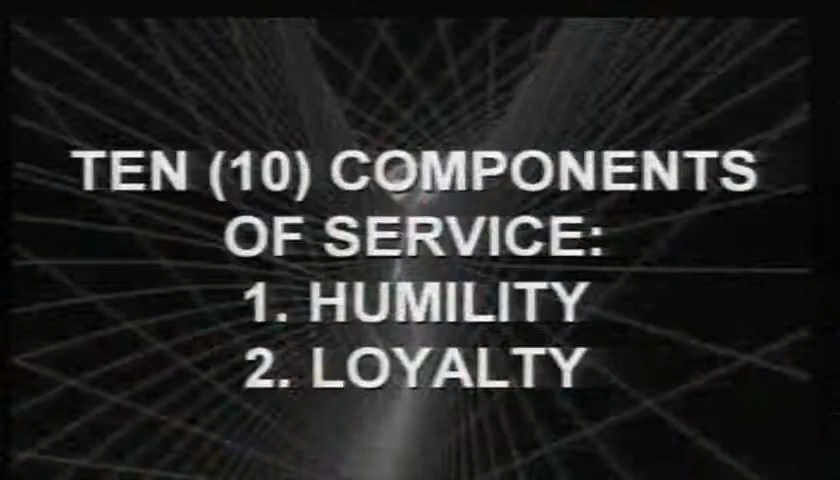 TEN (10) COMPONENTS
OF SERVICE:
1. HUMILITY
2. LOYALTY